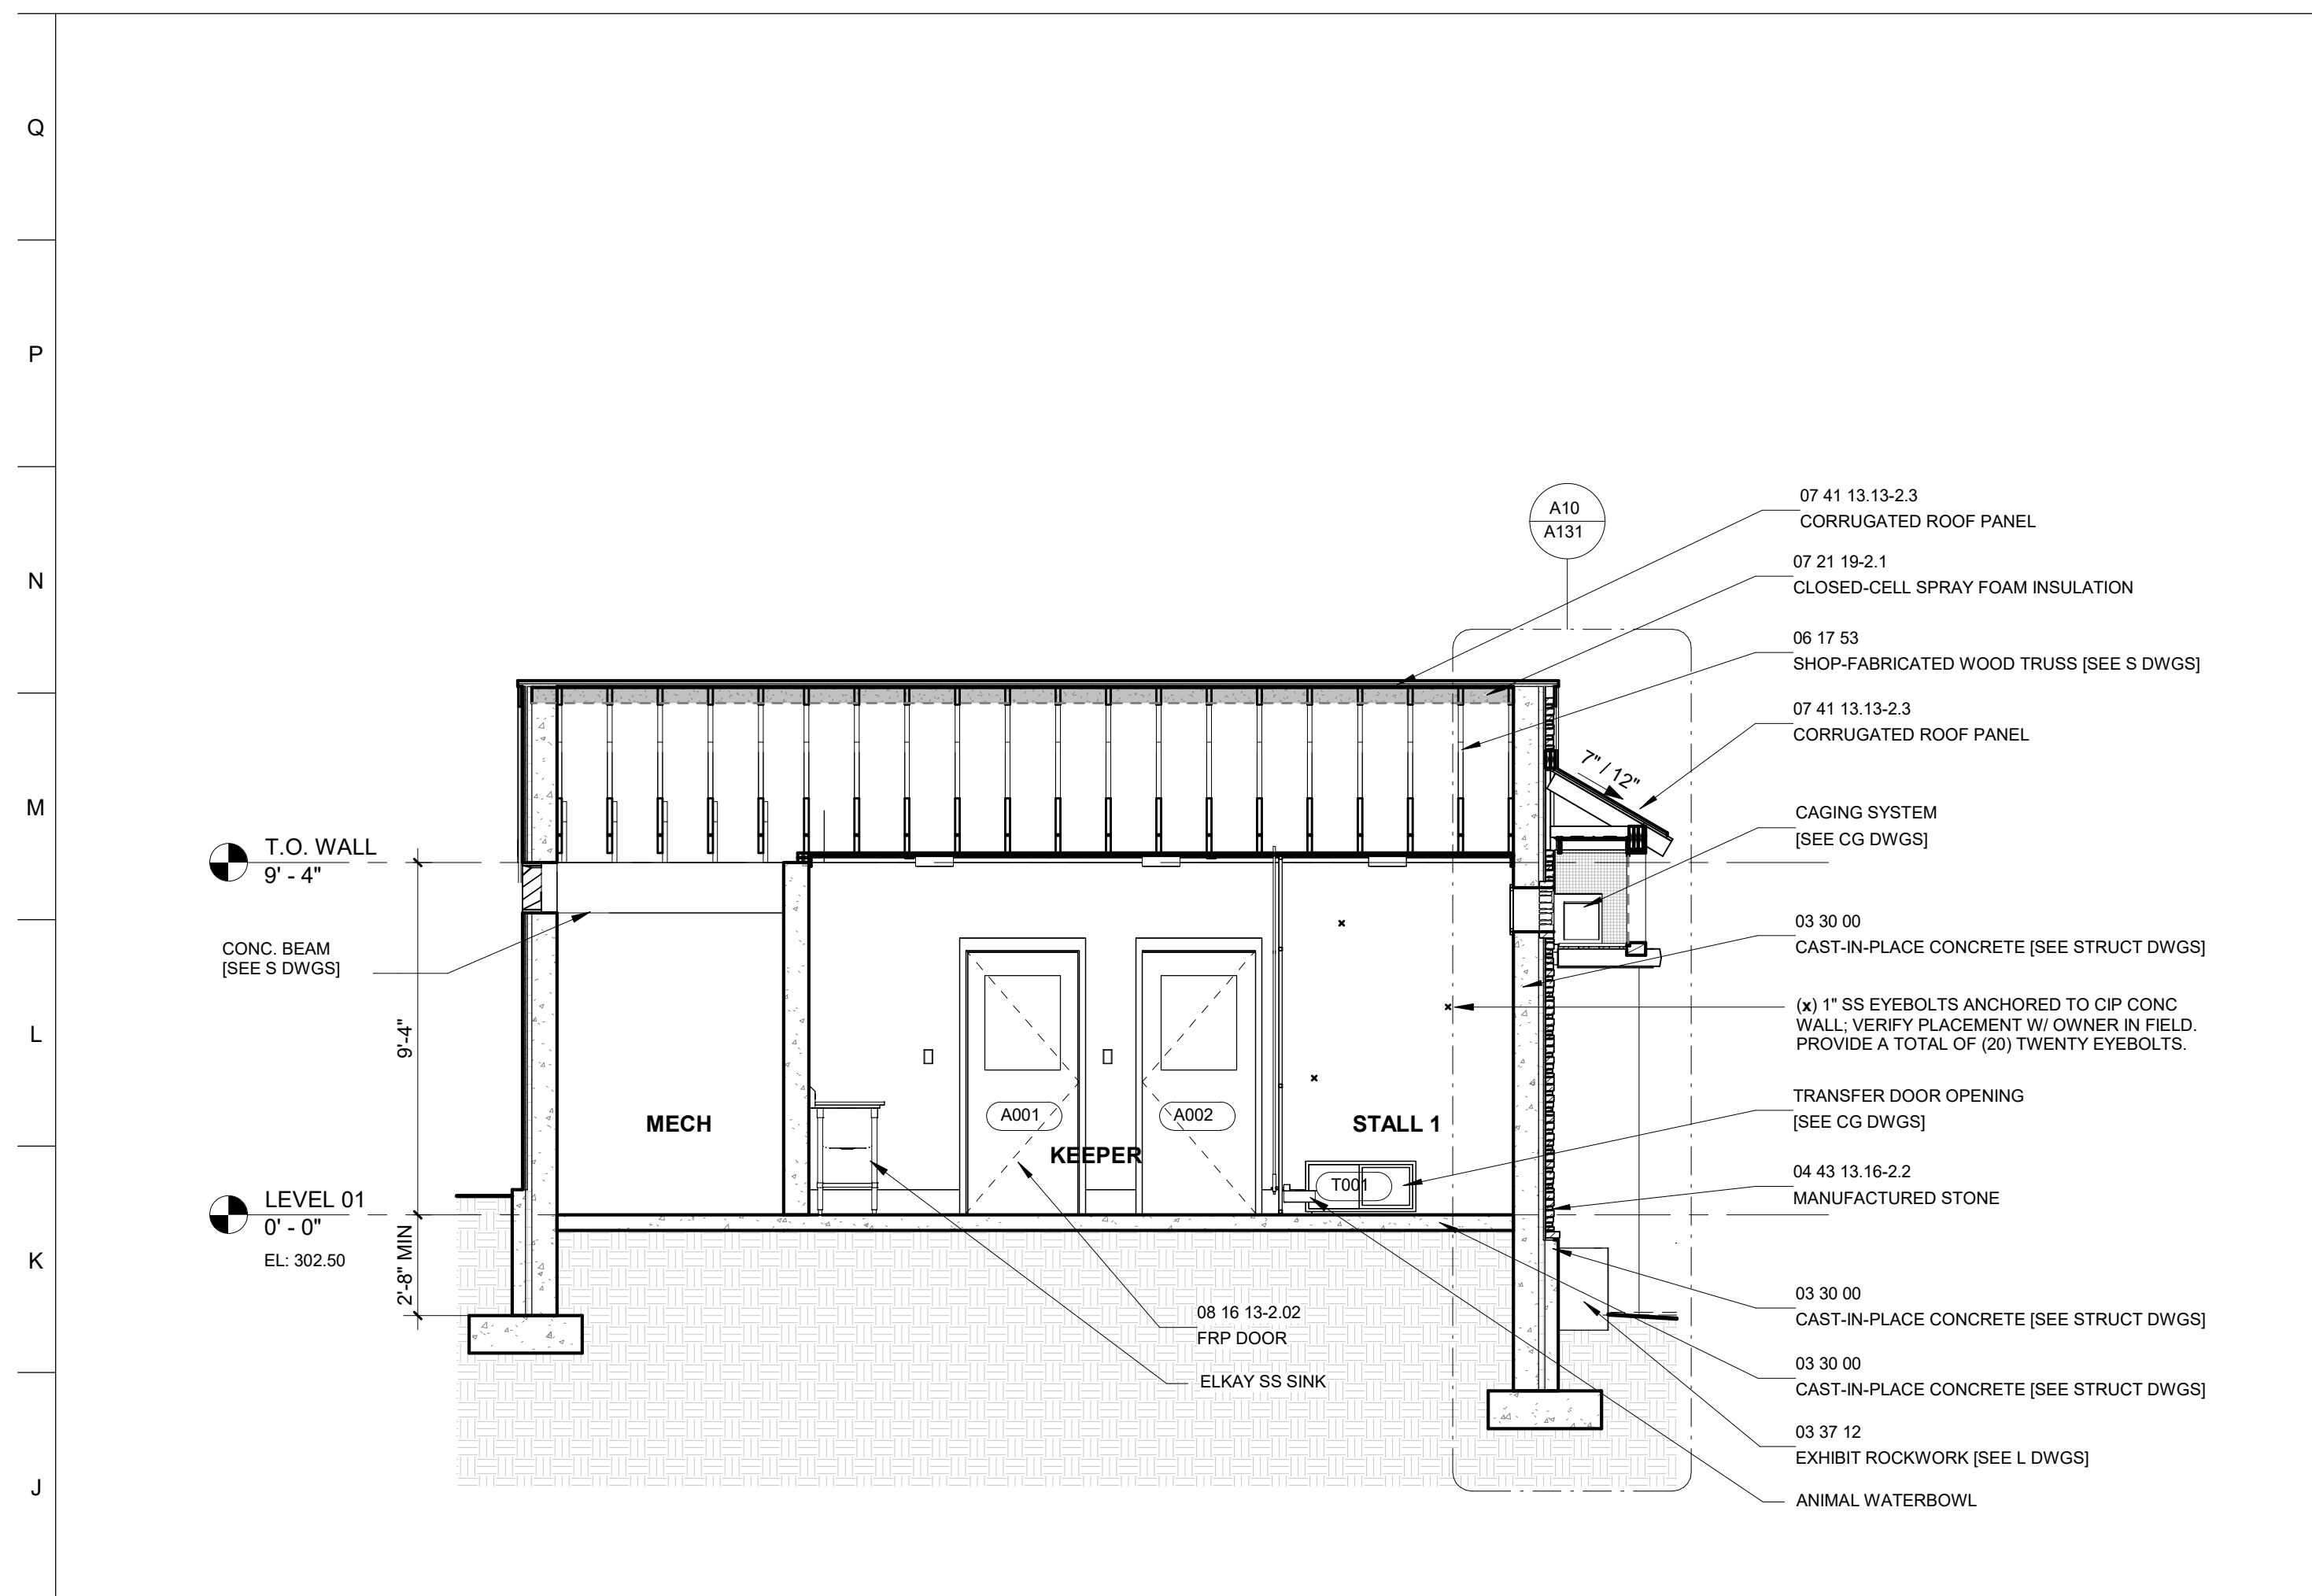 Q
P
N
M
L
K
J
A10
A131
07 41 13.13-2.3
CORRUGATED ROOF PANEL
07 21 19-2.1
CLOSED-CELL SPRAY FOAM INSULATION
06 17 53
SHOP-FABRICATED WOOD TRUSS [SEE S DWGS]
07 41 13.13-2.3
CORRUGATED ROOF PANEL
7" / 12"
CAGING SYSTEM
[SEE CG DWGS]
T.O. WALL
9' - 4"
03 30 00
CAST-IN-PLACE CONCRETE [SEE STRUCT DWGS]
CONC. BEAM
[SEE S DWGS]
(x) 1" SS EYEBOLTS ANCHORED TO CIP CONC
WALL; VERIFY PLACEMENT W/ OWNER IN FIELD.
PROVIDE A TOTAL OF (20) TWENTY EYEBOLTS.
9'-4"
TRANSFER DOOR OPENING
[SEE CG DWGS]
A001
A002
MECH
KEEPER
STALL 1
T001
04 43 13.16-2.2
MANUFACTURED STONE
LEVEL 01
0' - 0"
EL: 302.50
2'-8" MIN
03 30 00
CAST-IN-PLACE CONCRETE [SEE STRUCT DWGS]
08 16 13-2.02
FRP DOOR
ELKAY SS SINK
03 30 00
CAST-IN-PLACE CONCRETE [SEE STRUCT DWGS]
03 37 12
EXHIBIT ROCKWORK [SEE L DWGS]
ANIMAL WATERBOWL